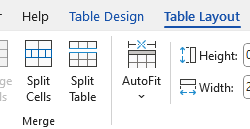 Help Table Design Table Layout
Split Cells
Split Table
AutoFit
Height:
Width:
Merge